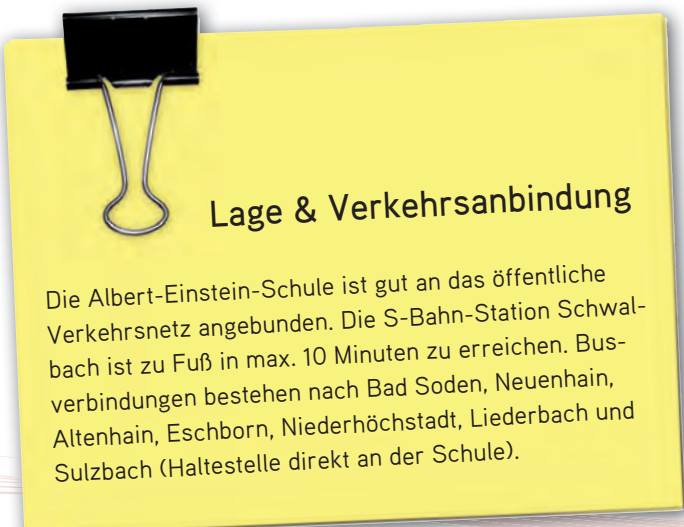 Lage & Verkehrsanbindung
Die Albert-Einstein-Schule ist gut an das öffentliche
Verkehrsnetz angebunden. Die S-Bahn-Station Schwal-
bach ist zu Fuß in max. 10 Minuten zu erreichen. Bus-
verbindungen bestehen nach Bad Soden, Neuenhain,
Altenhain, Eschborn, Niederhöchstadt, Liederbach und
Sulzbach (Haltestelle direkt an der Schule).